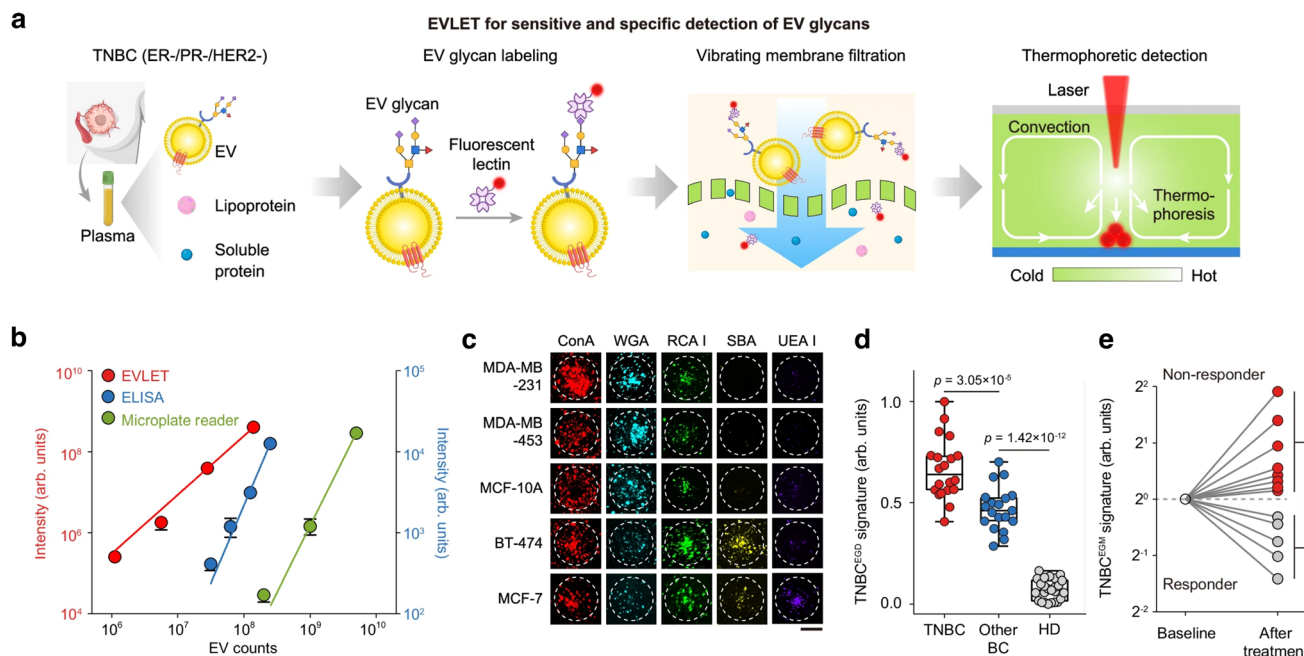 a
EVLET for sensitive and specific detection of EV glycans
TNBC (ER-/PR-/HER2-)
EV
Plasma
Lipoprotein
Soluble
protein
EV glycan labeling
EV glycan
Fluorescent
lectin
Vibrating membrane filtration
Thermophoretic detection
Laser
Convection
Thermo-
phoresis
Cold
Hot
b
EVLET
ELISA
Microplate reader
Intensity (arb. units)
10¹⁰
10⁸
10⁶
10⁴
Intensity (arb. units)
10⁵
10⁴
10³
10²
10⁶
10⁷
10⁸
10⁹
10¹⁰
EV counts
c
ConA
WGA
RCA I
SBA
UEA I
MDA-MB
-231
MDA-MB
-453
MCF-10A
BT-474
MCF-7
d
TNBCᴱᴳᴰ signature (arb. units)
p = 3.05×10⁻⁵
p = 1.42×10⁻¹²
1.0
0.5
0.0
TNBC
Other
BC
HD
e
TNBCᴱᴳᴹ signature (arb. units)
2²
2¹
2⁰
2⁻¹
2⁻²
Non-responder
Responder
Baseline
After
treatmen